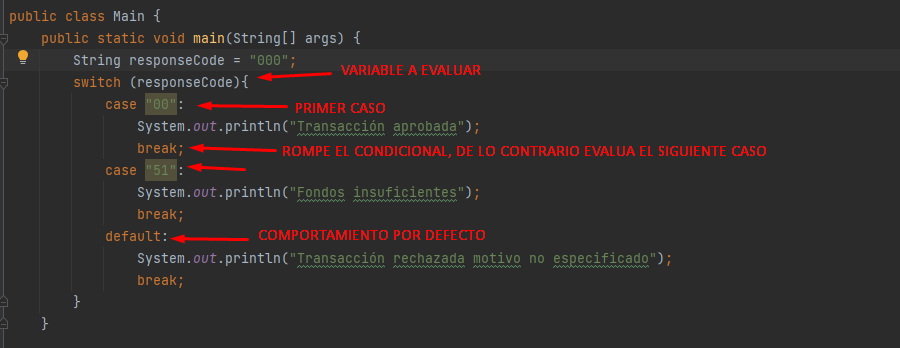 public class Main {
public static void main(String[] args) {
String responseCode = "000";
switch (responseCode){
VARIABLE A EVALUAR
case "00":
PRIMER CASO
System.out.println("Transacción aprobada");
break;
ROMPE EL CONDICIONAL, DE LO CONTRARIO EVALUA EL SIGUIENTE CASO
case "51":
System.out.println("Fondos insuficientes");
break;
default:
COMPORTAMIENTO POR DEFECTO
System.out.println("Transacción rechazada motivo no especificado");
break;
}
}